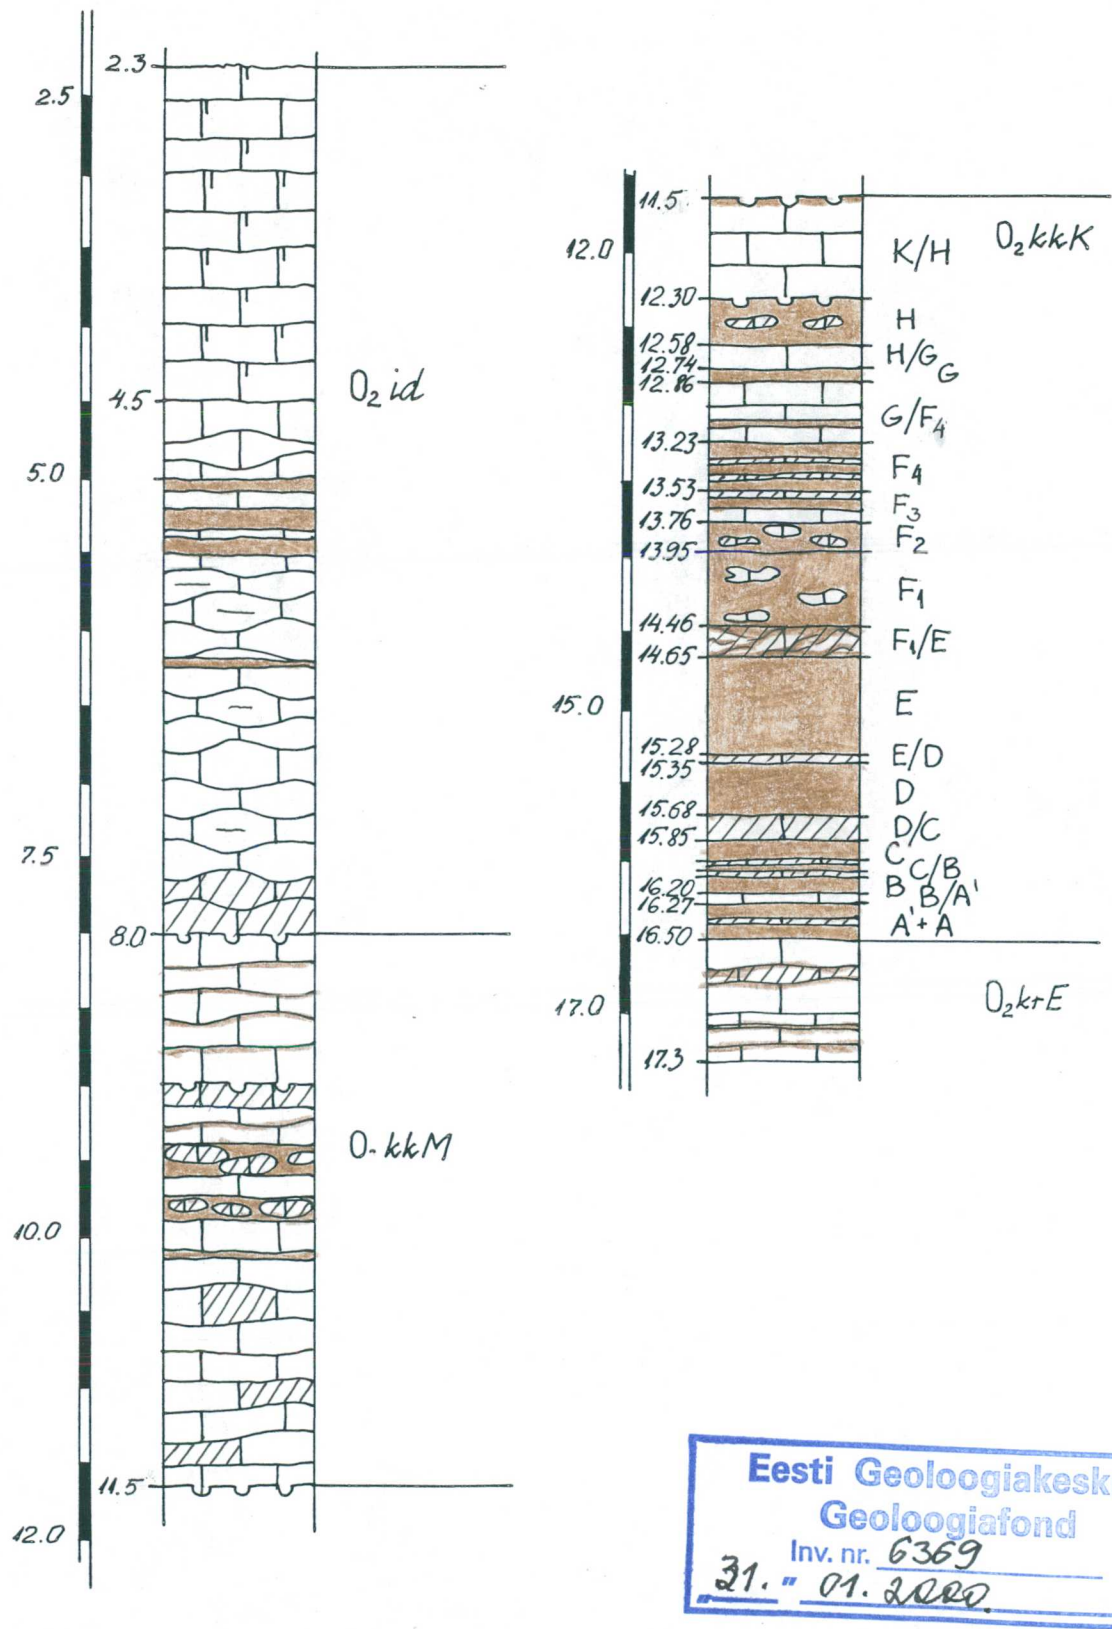 2.3
2.5
4.5
O₂ id
5.0
7.5
8.0
O. kkM
10.0
11.5
12.0
11.5
O₂kkK
12.0
K/H
12.30
H
12.58
H/G
12.74
G
12.86
G/F₄
13.23
F₄
13.53
F₃
13.76
F₂
13.95
F₁
14.46
F₁/E
14.65
15.0
E
15.28
E/D
15.35
D
15.68
D/C
15.85
C
C/B
16.20
B
B/A'
16.27
A'+A
16.50
17.0
O₂krE
17.3
Eesti Geoloogiakesk
Geoloogiafond
Inv. nr. 6369
"31." 01. 2000.